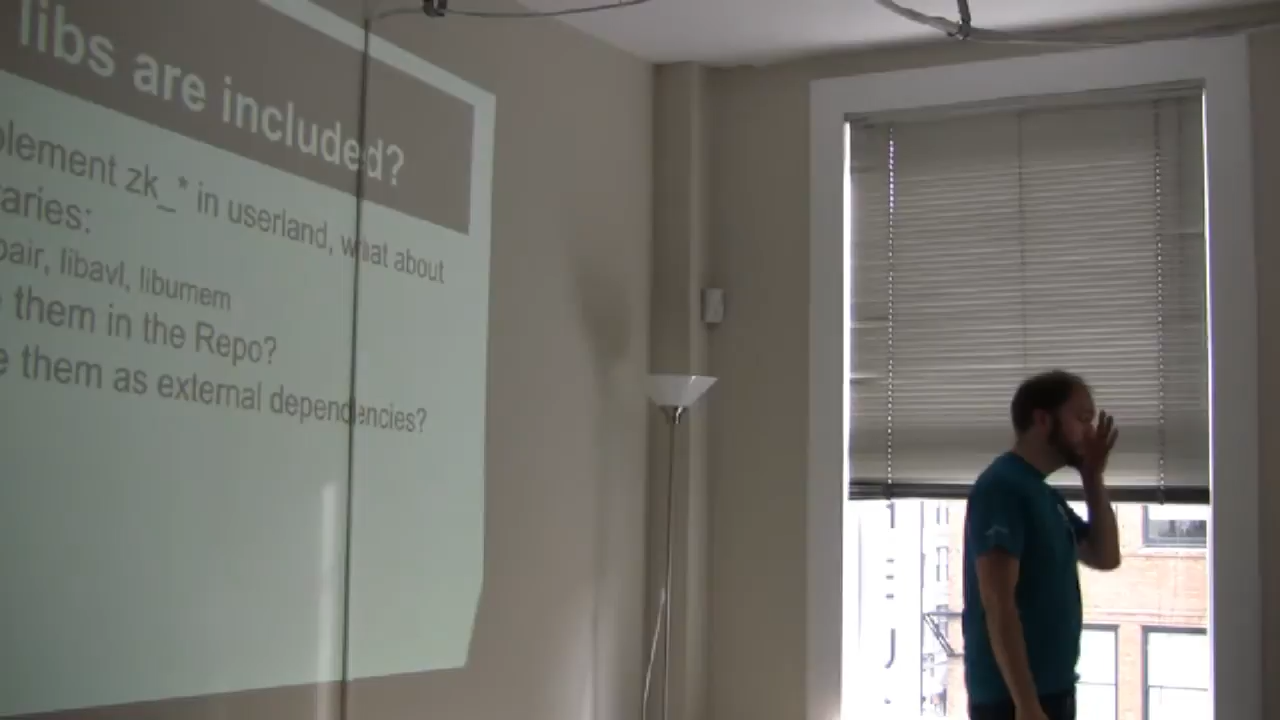 libs are included?
plement zk_* in userland, what about
aries:
pair, libavl, libumem
them in the Repo?
e them as external dependencies?